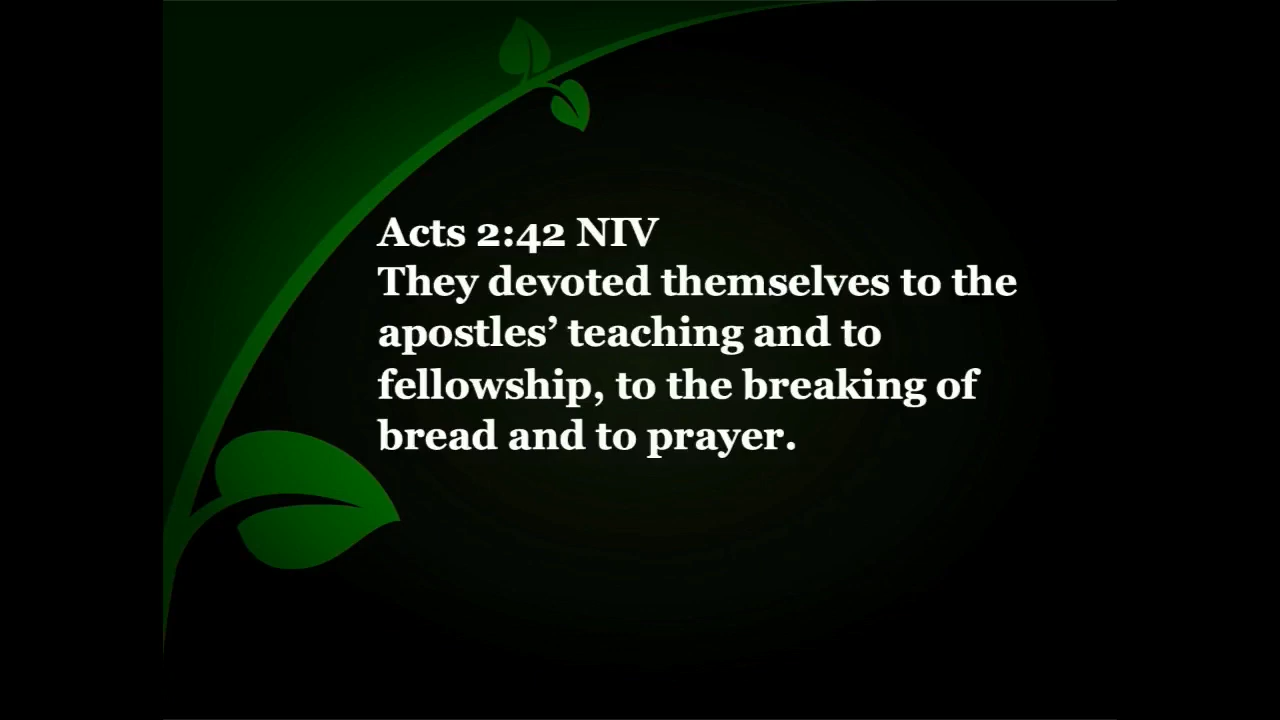 Acts 2:42 NIV
They devoted themselves to the
apostles’ teaching and to
fellowship, to the breaking of
bread and to prayer.